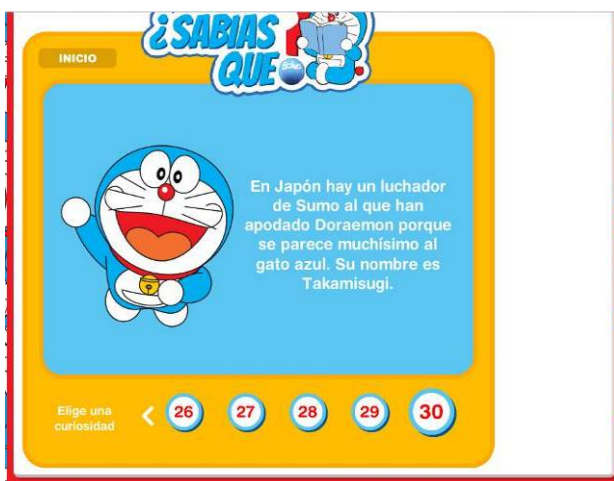 ¿SABIAS
QUE
INICIO
En Japón hay un luchador
de Sumo al que han
apodado Doraemon porque
se parece muchísimo al
gato azul. Su nombre es
Takamisugi.
Elige una
curiosidad
26 27 28 29 30